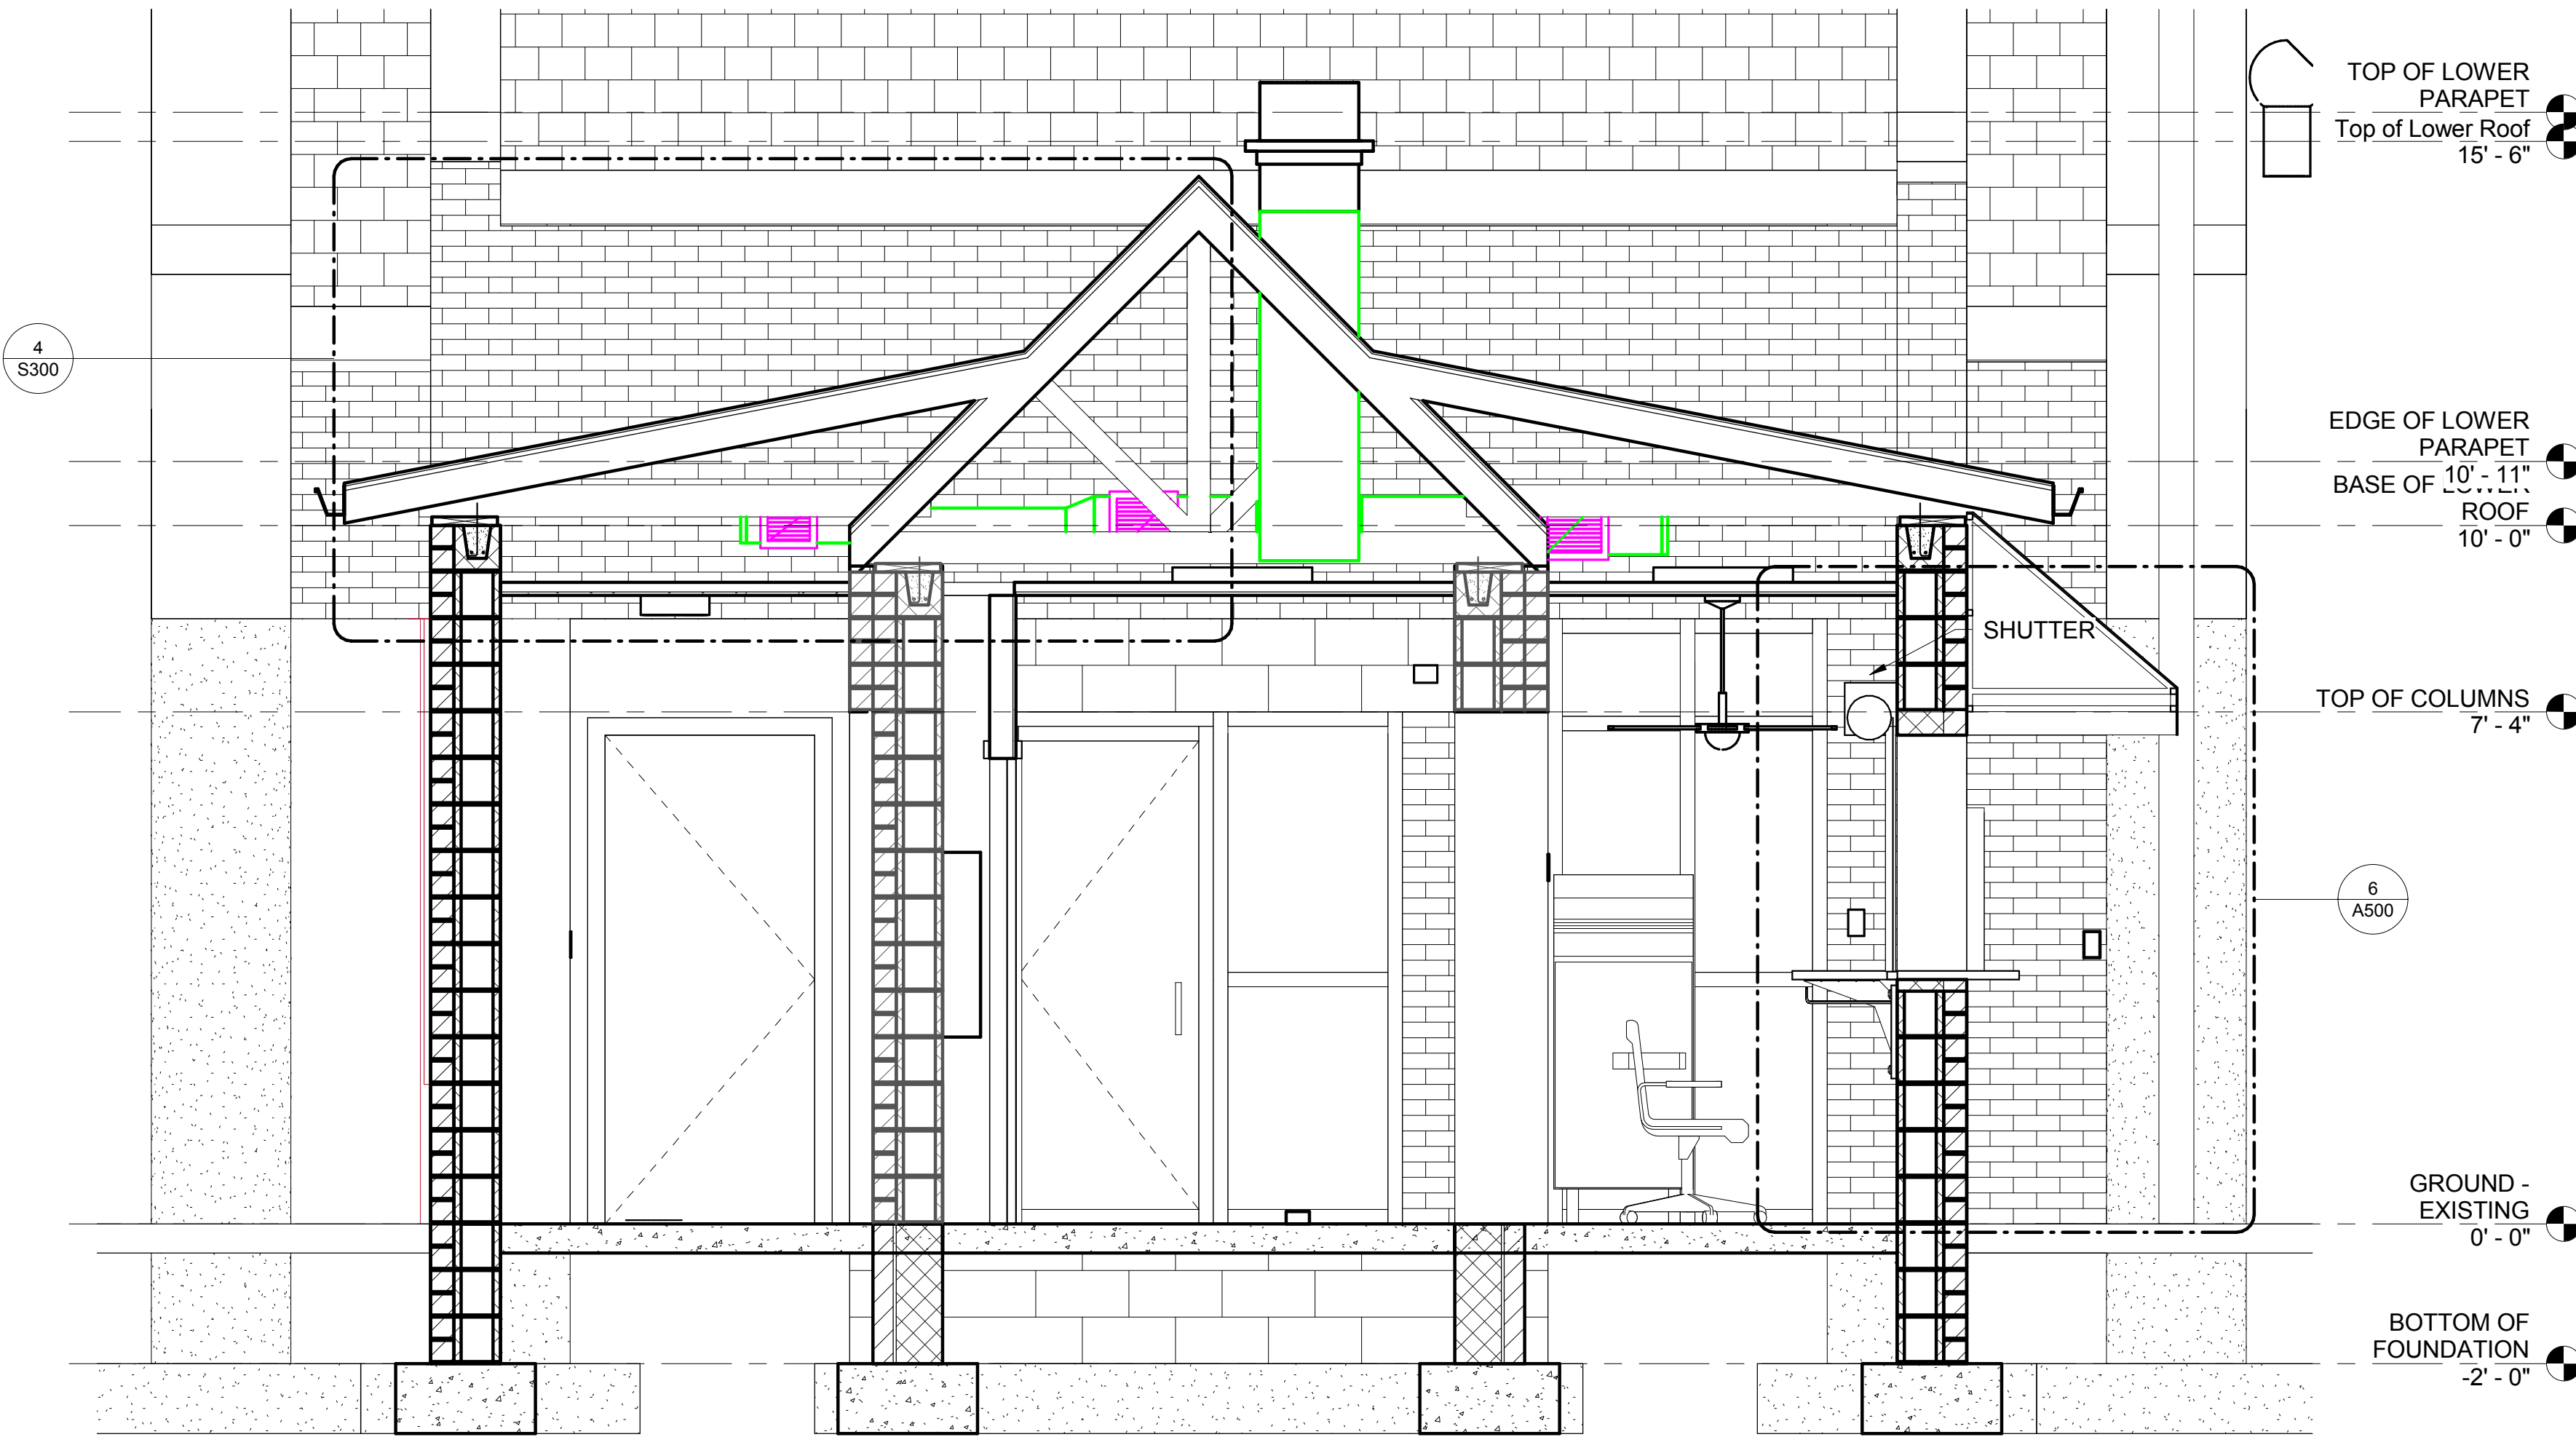 TOP OF LOWER
PARAPET
Top of Lower Roof
15' - 6"
4
S300
EDGE OF LOWER
PARAPET
10' - 11"
BASE OF LOWER
ROOF
10' - 0"
SHUTTER
TOP OF COLUMNS
7' - 4"
6
A500
GROUND -
EXISTING
0' - 0"
BOTTOM OF
FOUNDATION
-2' - 0"